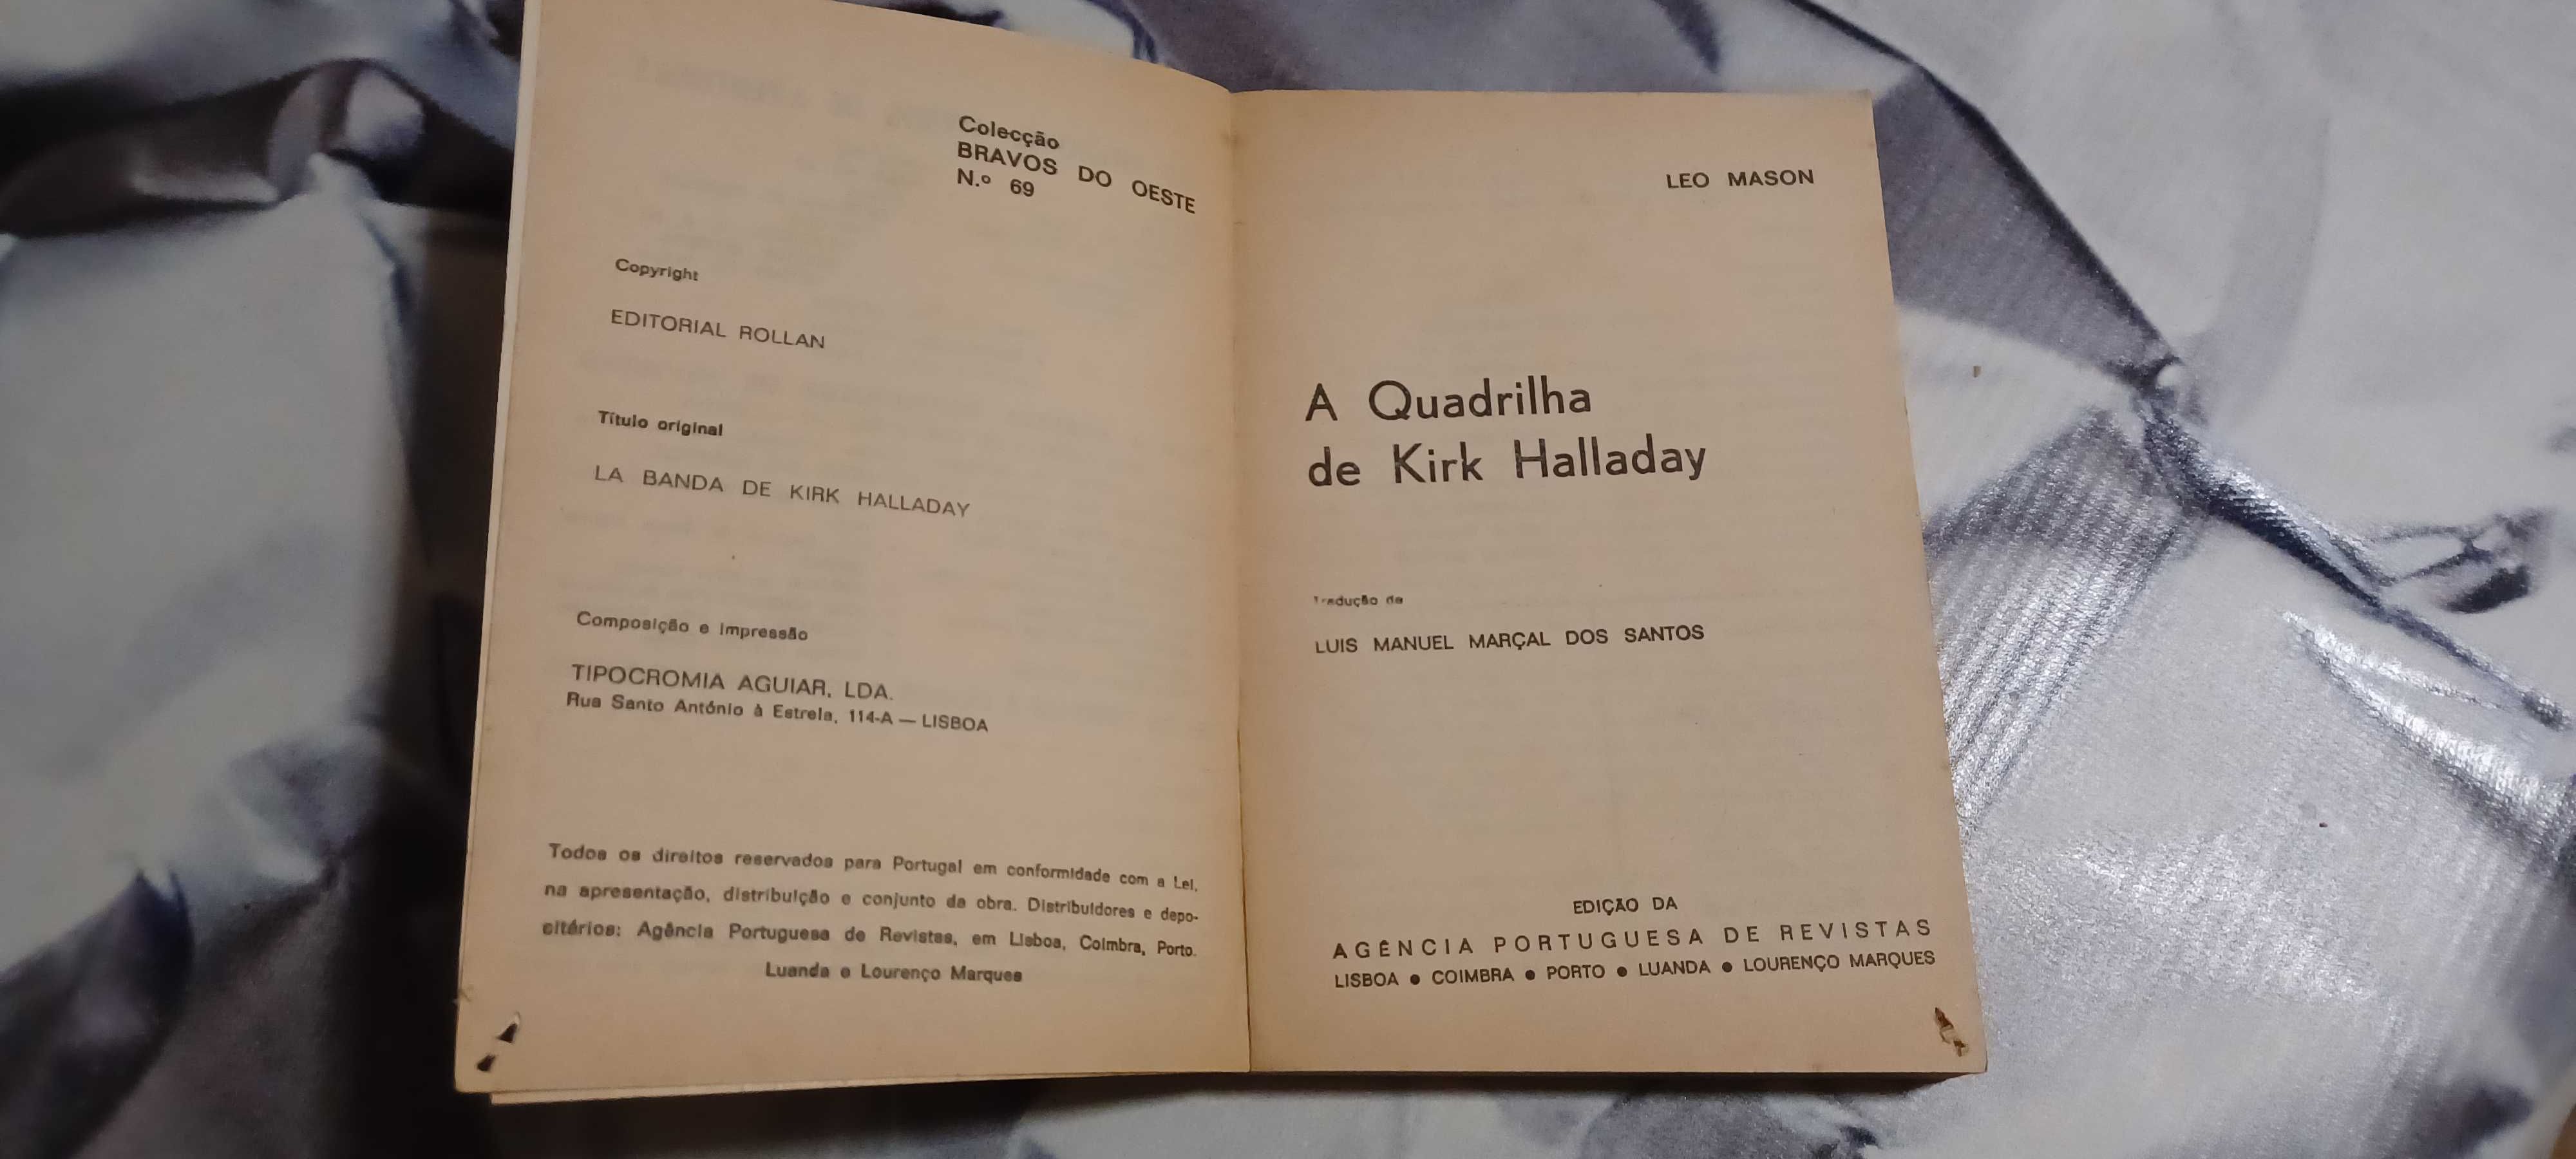 Colecção
BRAVOS DO OESTE
N.º 69
Copyright
EDITORIAL ROLLAN
Título original
LA BANDA DE KIRK HALLADAY
Composição e Impressão
TIPOCROMIA AGUIAR, LDA.
Rua Santo António à Estrela, 114-A — LISBOA
Todos os direitos reservados para Portugal em conformidade com a Lei,
na apresentação, distribuição e conjunto da obra. Distribuidores e depo-
sitários: Agência Portuguesa de Revistas, em Lisboa, Coimbra, Porto.
Luanda e Lourenço Marques
LEO MASON
A Quadrilha
de Kirk Halladay
Tradução de
LUIS MANUEL MARÇAL DOS SANTOS
EDIÇÃO DA
AGÊNCIA PORTUGUESA DE REVISTAS
LISBOA ● COIMBRA ● PORTO ● LUANDA ● LOURENÇO MARQUES